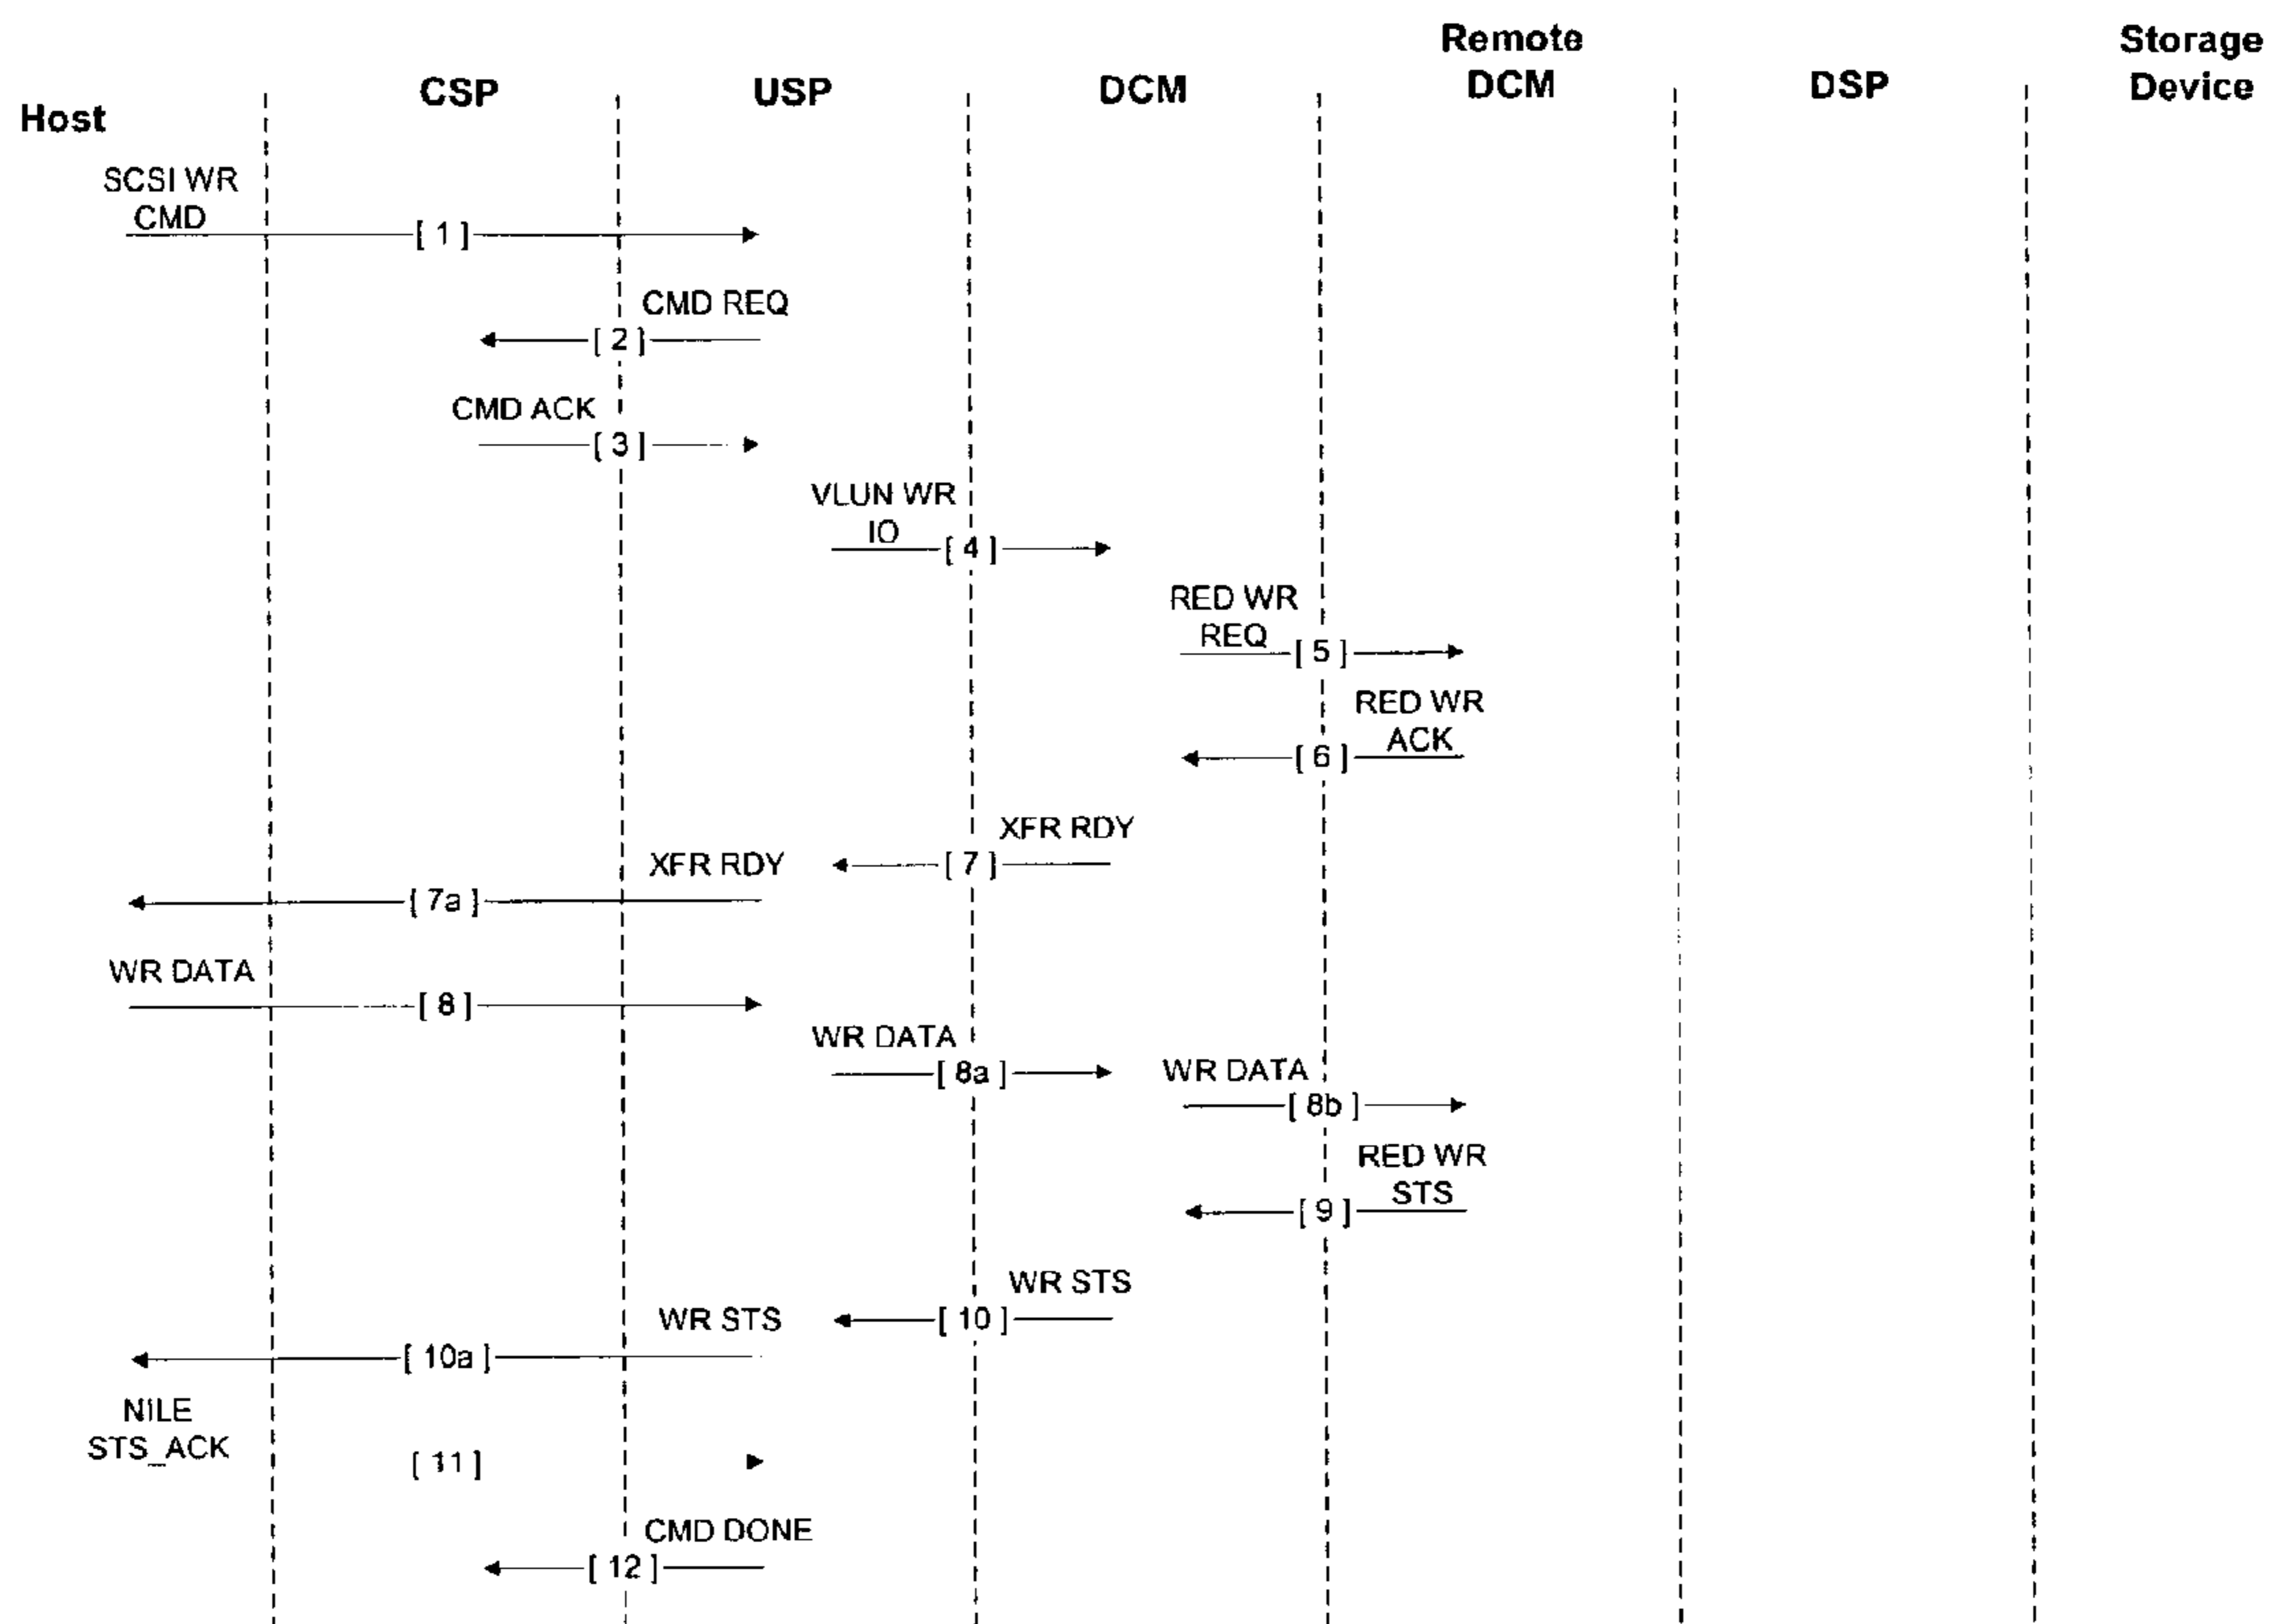 Remote
DCM
Storage
Device
Host
CSP
USP
DCM
DSP
SCSI WR
CMD
[ 1 ]
CMD REQ
[ 2 ]
CMD ACK
[ 3 ]
VLUN WR
IO
[ 4 ]
RED WR
REQ
[ 5 ]
RED WR
ACK
[ 6 ]
XFR RDY
[ 7 ]
XFR RDY
[ 7a ]
WR DATA
[ 8 ]
WR DATA
[ 8a ]
WR DATA
[ 8b ]
RED WR
STS
[ 9 ]
WR STS
[ 10 ]
WR STS
[ 10a ]
NILE
STS_ACK
[ 11 ]
CMD DONE
[ 12 ]